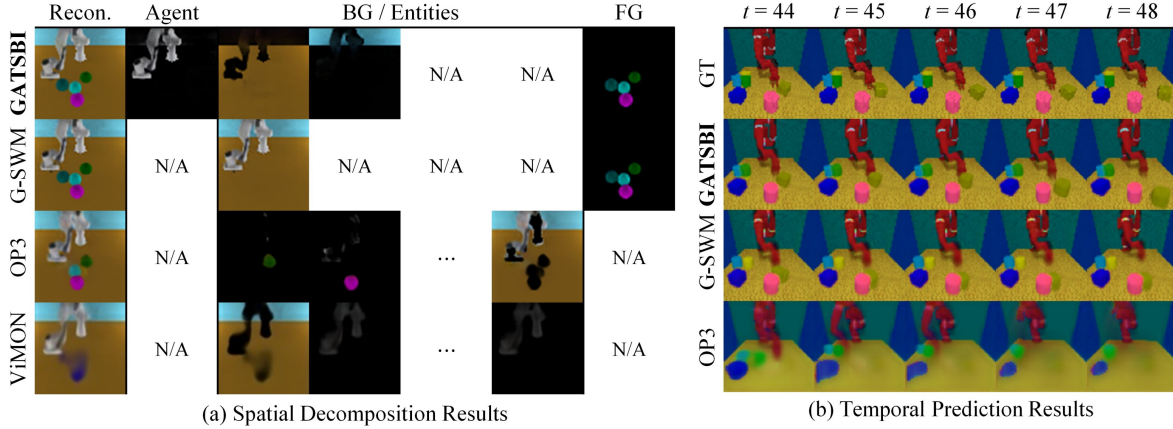 Recon. Agent BG / Entities FG
GATSBI N/A N/A
G-SWM N/A N/A N/A N/A
OP3 N/A ... N/A
ViMON N/A ... N/A
(a) Spatial Decomposition Results
t = 44 t = 45 t = 46 t = 47 t = 48
GT
GATSBI
G-SWM
OP3
(b) Temporal Prediction Results